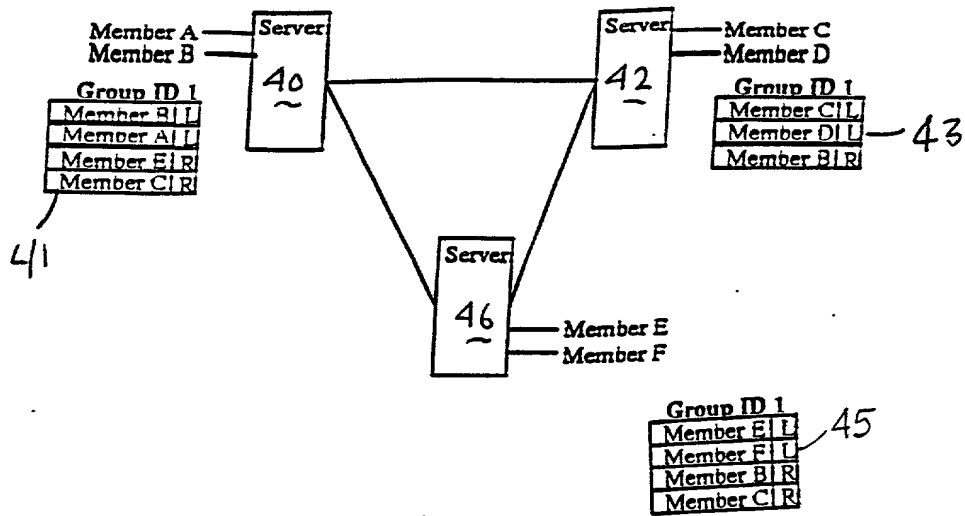 Member A
Member B
Server
40
Group ID 1
Member B L
Member A L
Member E R
Member C R
41
Server
42
Member C
Member D
Group ID 1
Member C L
Member D L
Member B R
43
Server
46
Member E
Member F
Group ID 1
Member E L
Member F L
Member B R
Member C R
45